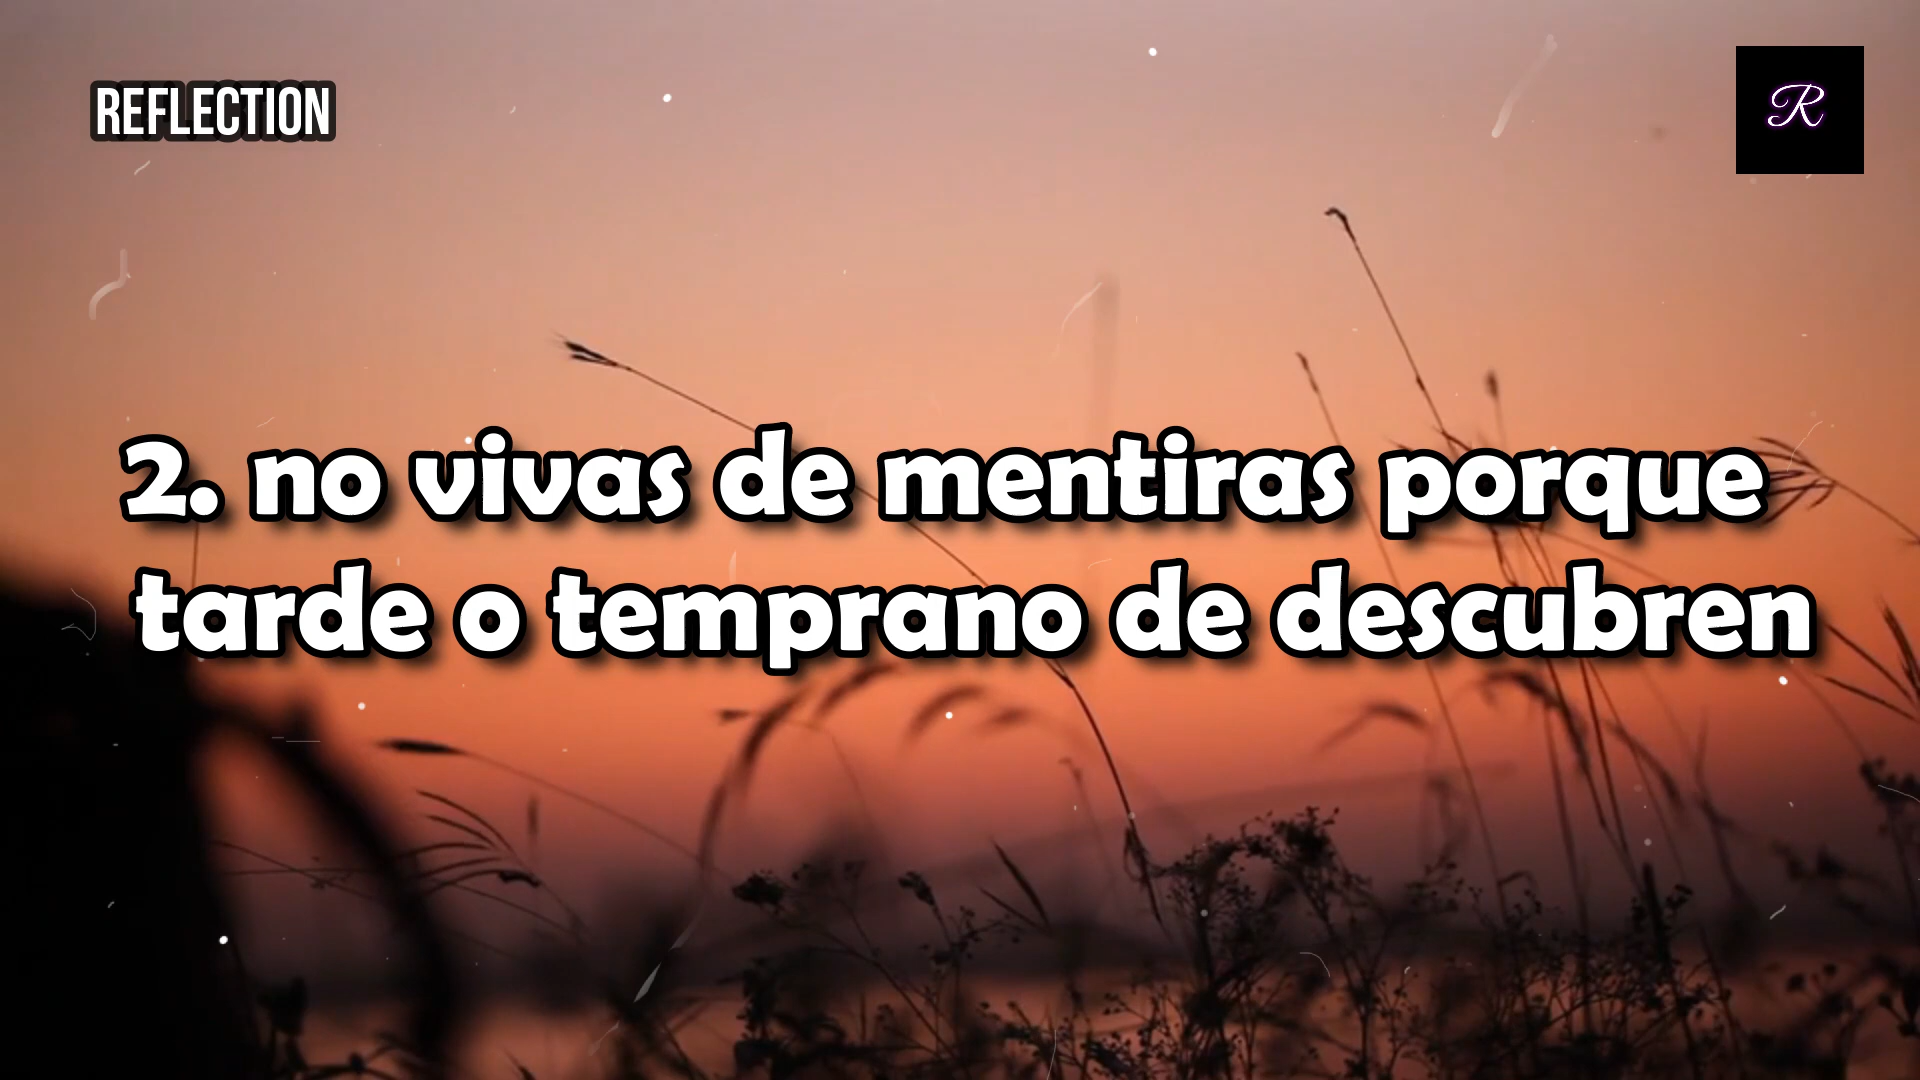 REFLECTION
R
2. no vivas de mentiras porque
tarde o temprano de descubren